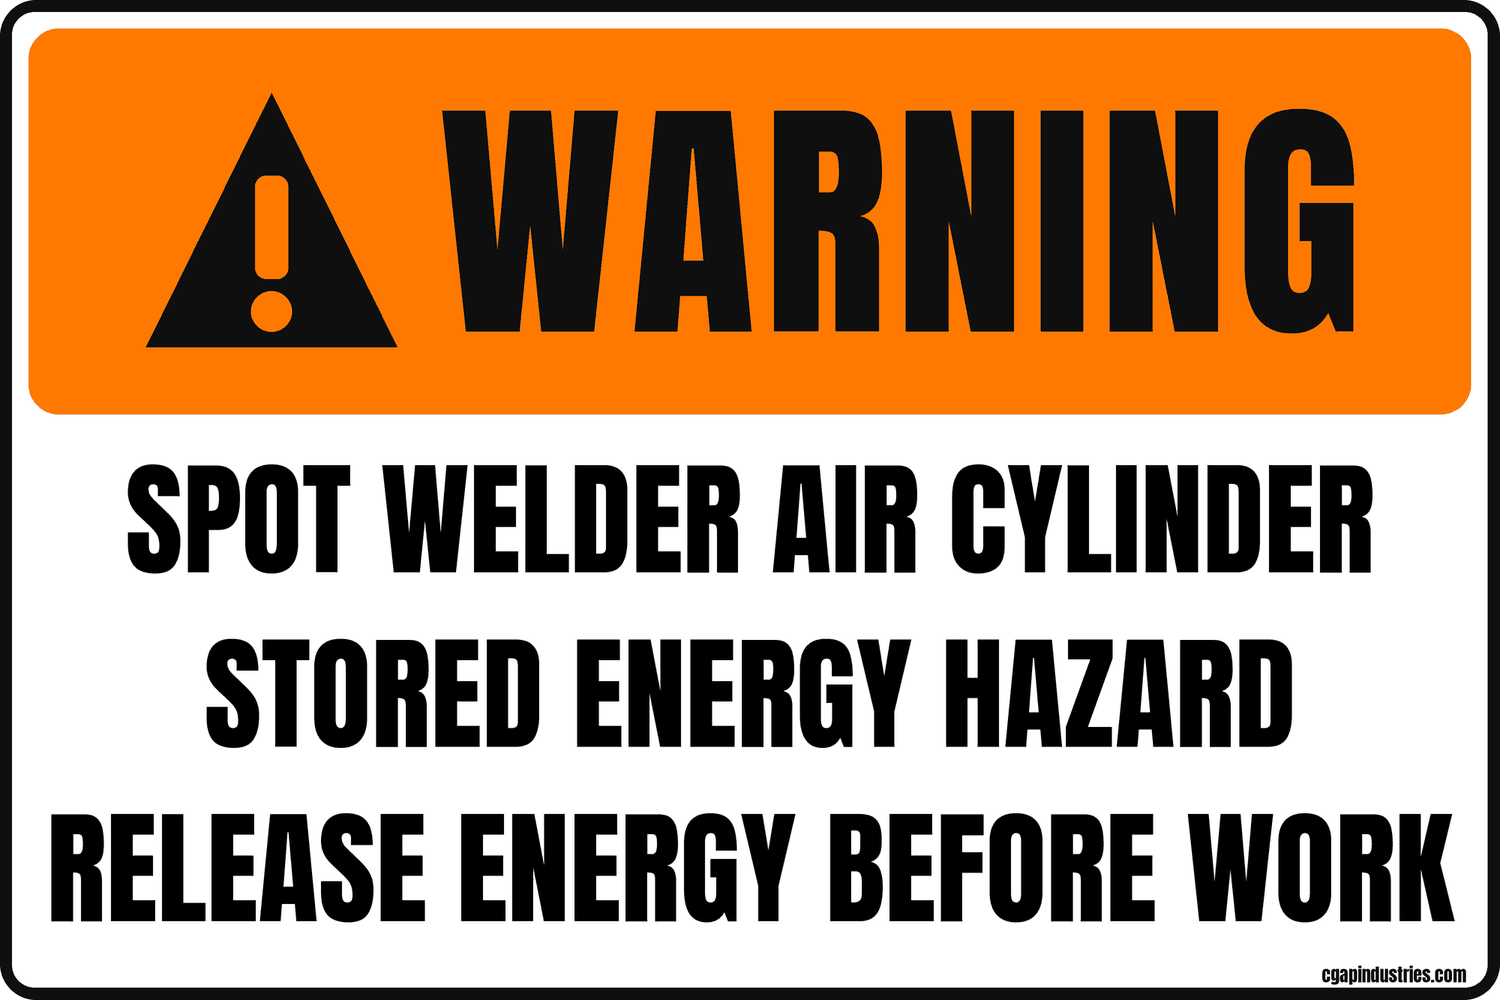 WARNING
SPOT WELDER AIR CYLINDER
STORED ENERGY HAZARD
RELEASE ENERGY BEFORE WORK
cgapindustries.com